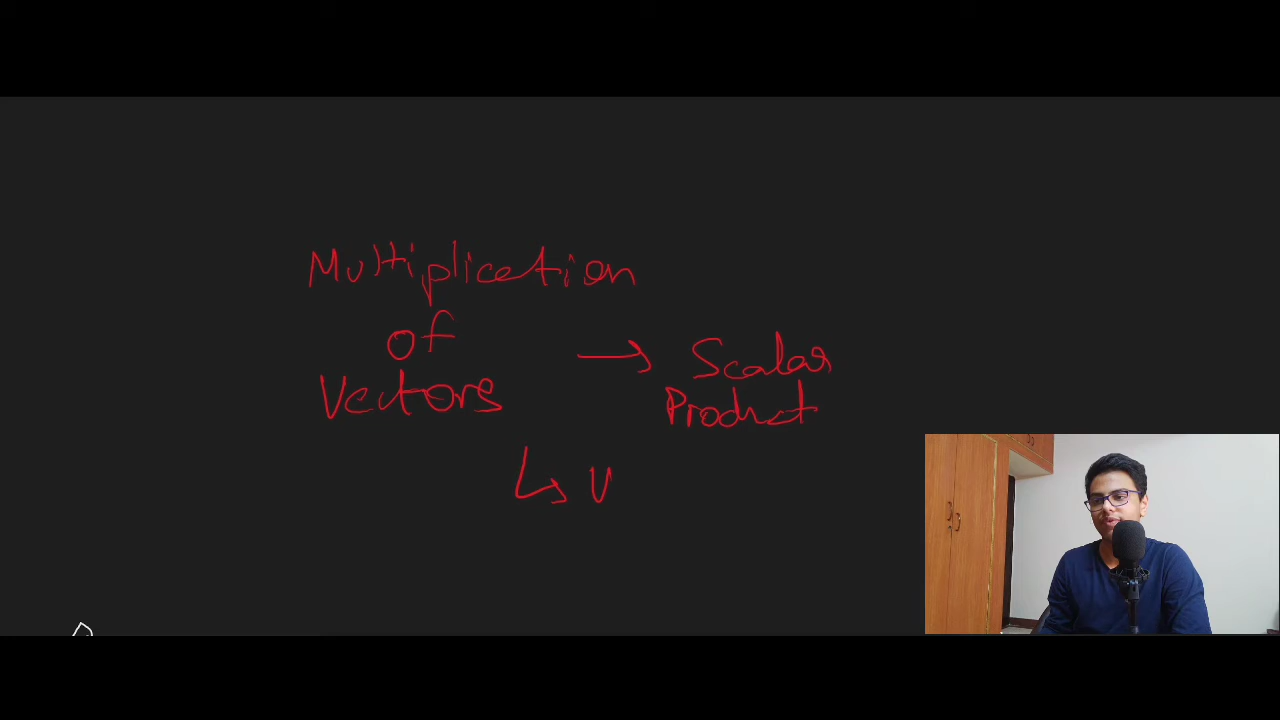 Multiplication
of
Vectors
→ Scalar
Product
↳ V